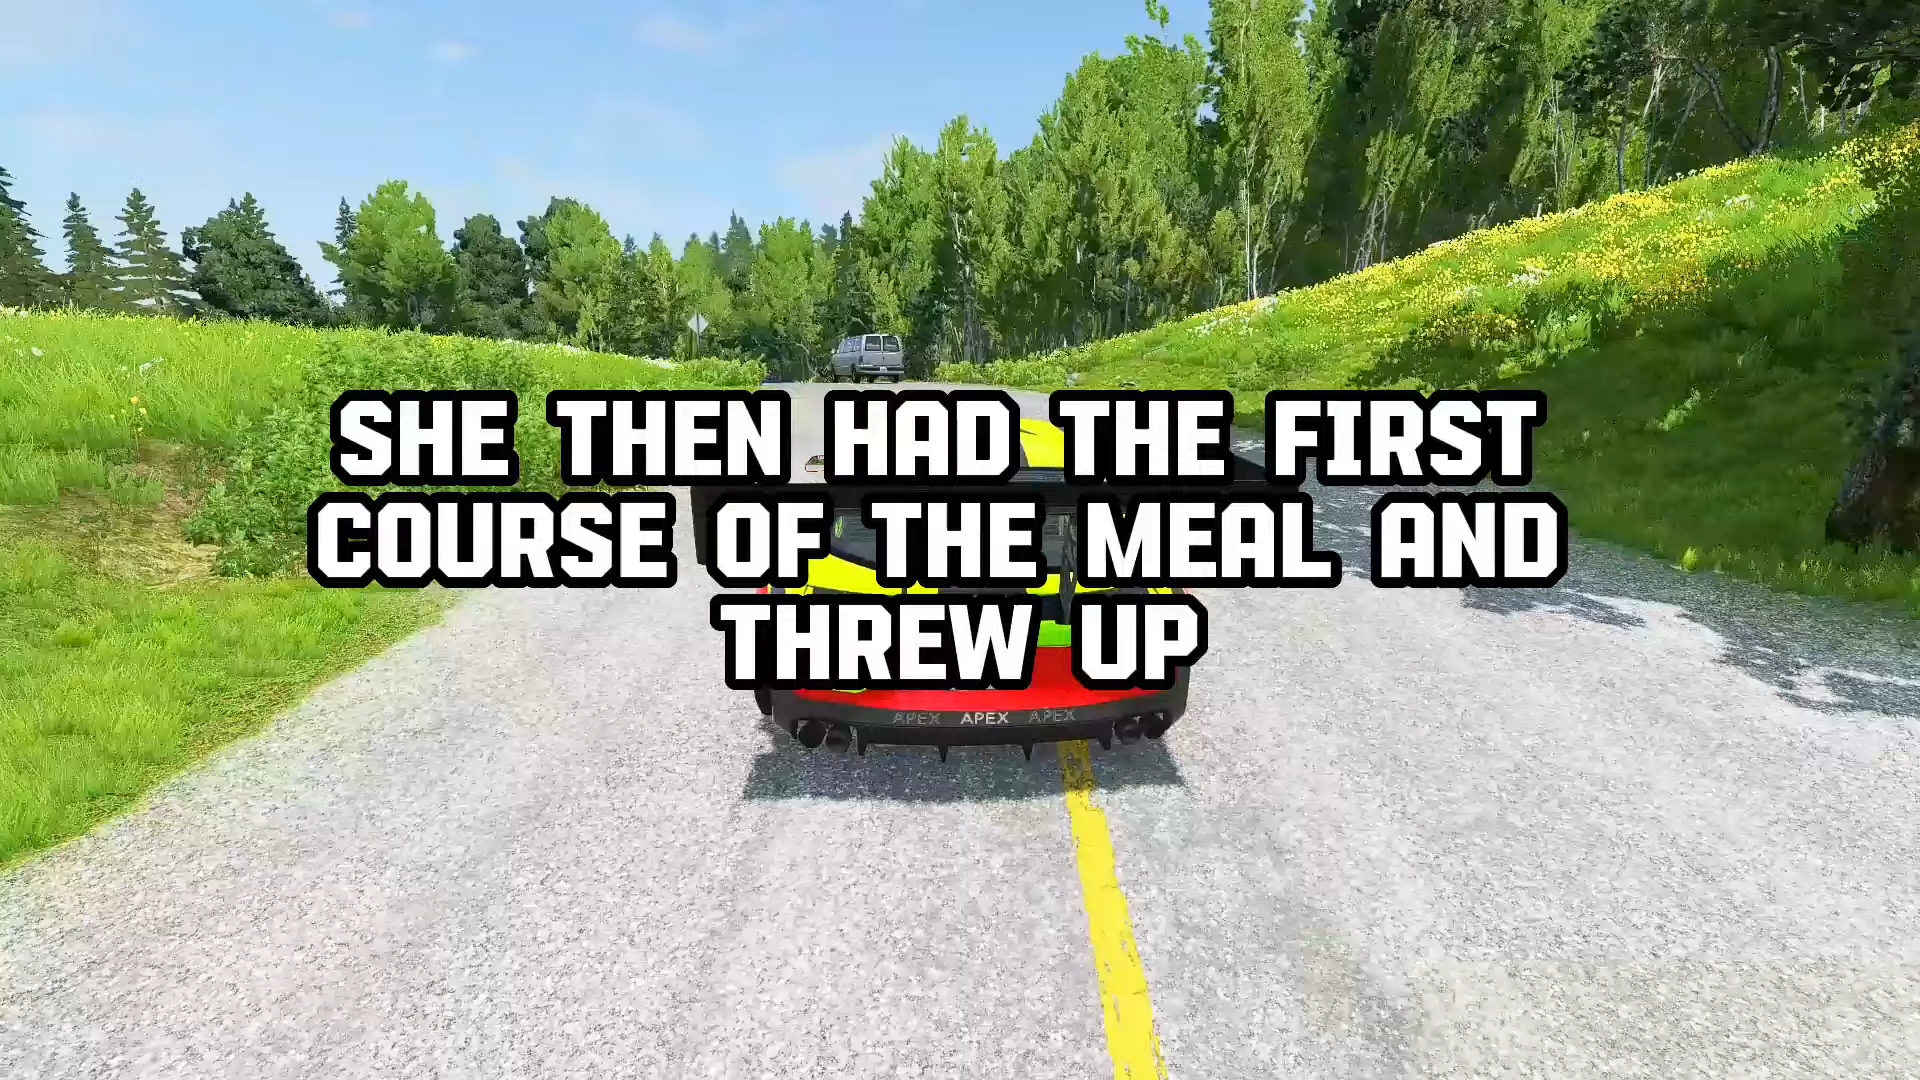 SHE THEN HAD THE FIRST
COURSE OF THE MEAL AND
THREW UP
APEX APEX APEX